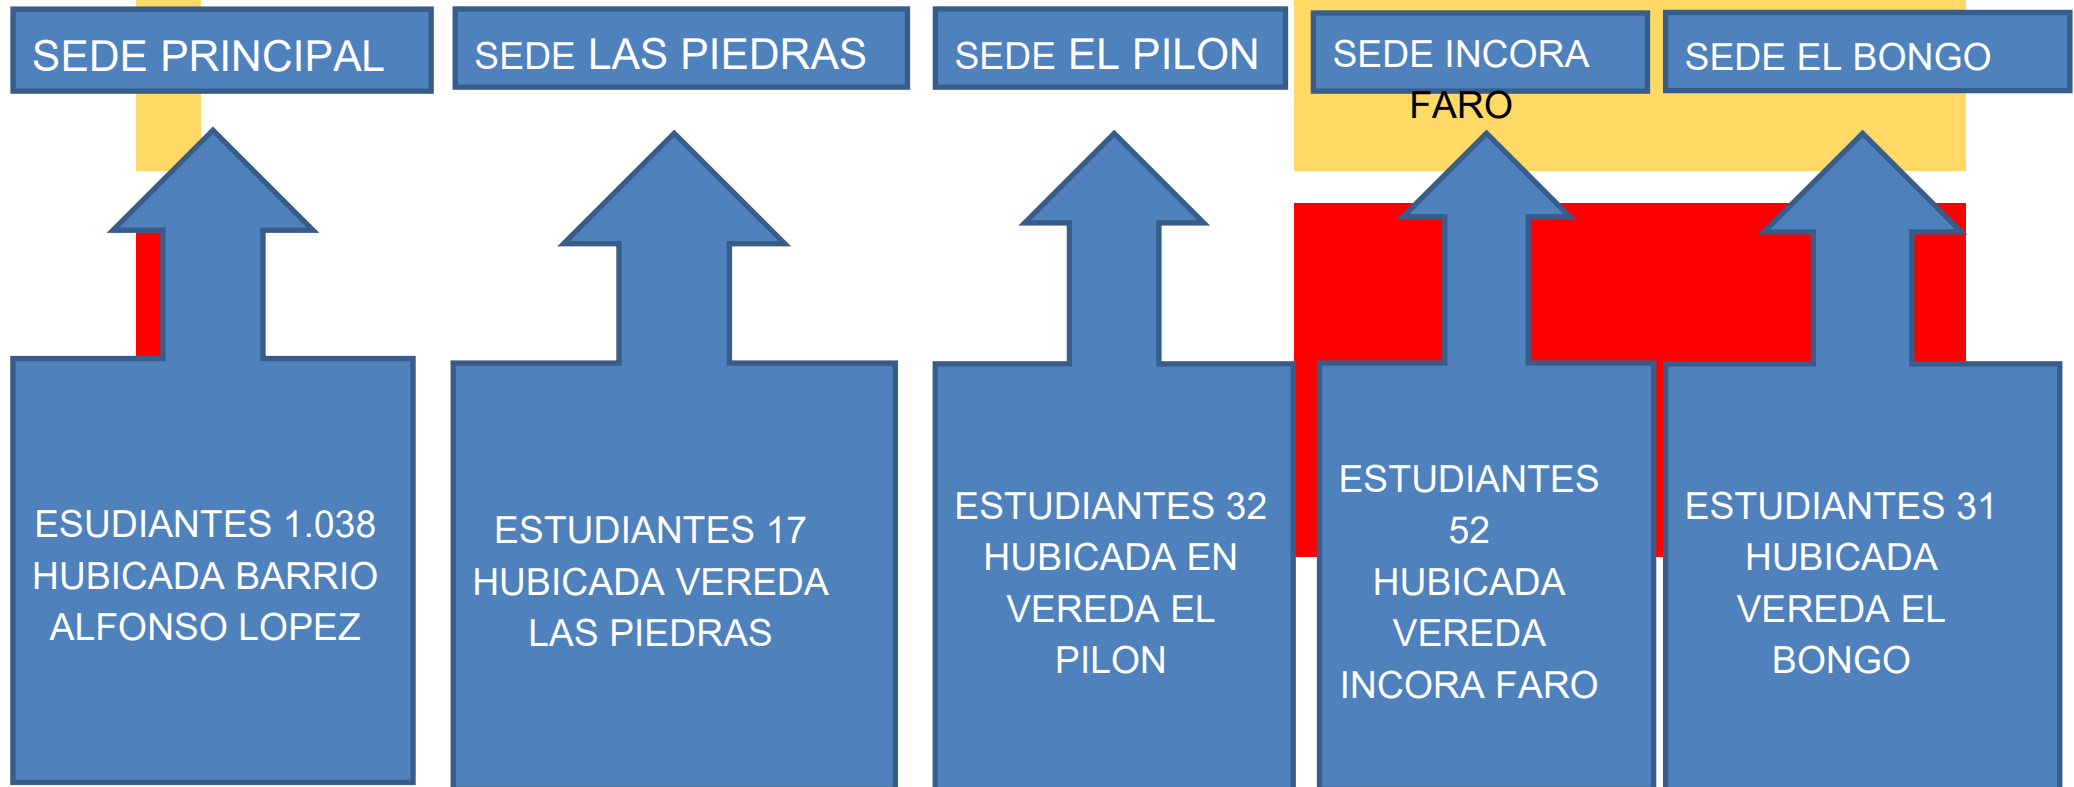 SEDE PRINCIPAL
SEDE LAS PIEDRAS
SEDE EL PILON
SEDE INCORA
FARO
SEDE EL BONGO
ESUDIANTES 1.038
HUBICADA BARRIO
ALFONSO LOPEZ
ESTUDIANTES 17
HUBICADA VEREDA
LAS PIEDRAS
ESTUDIANTES 32
HUBICADA EN
VEREDA EL
PILON
ESTUDIANTES
52
HUBICADA
VEREDA
INCORA FARO
ESTUDIANTES 31
HUBICADA
VEREDA EL
BONGO